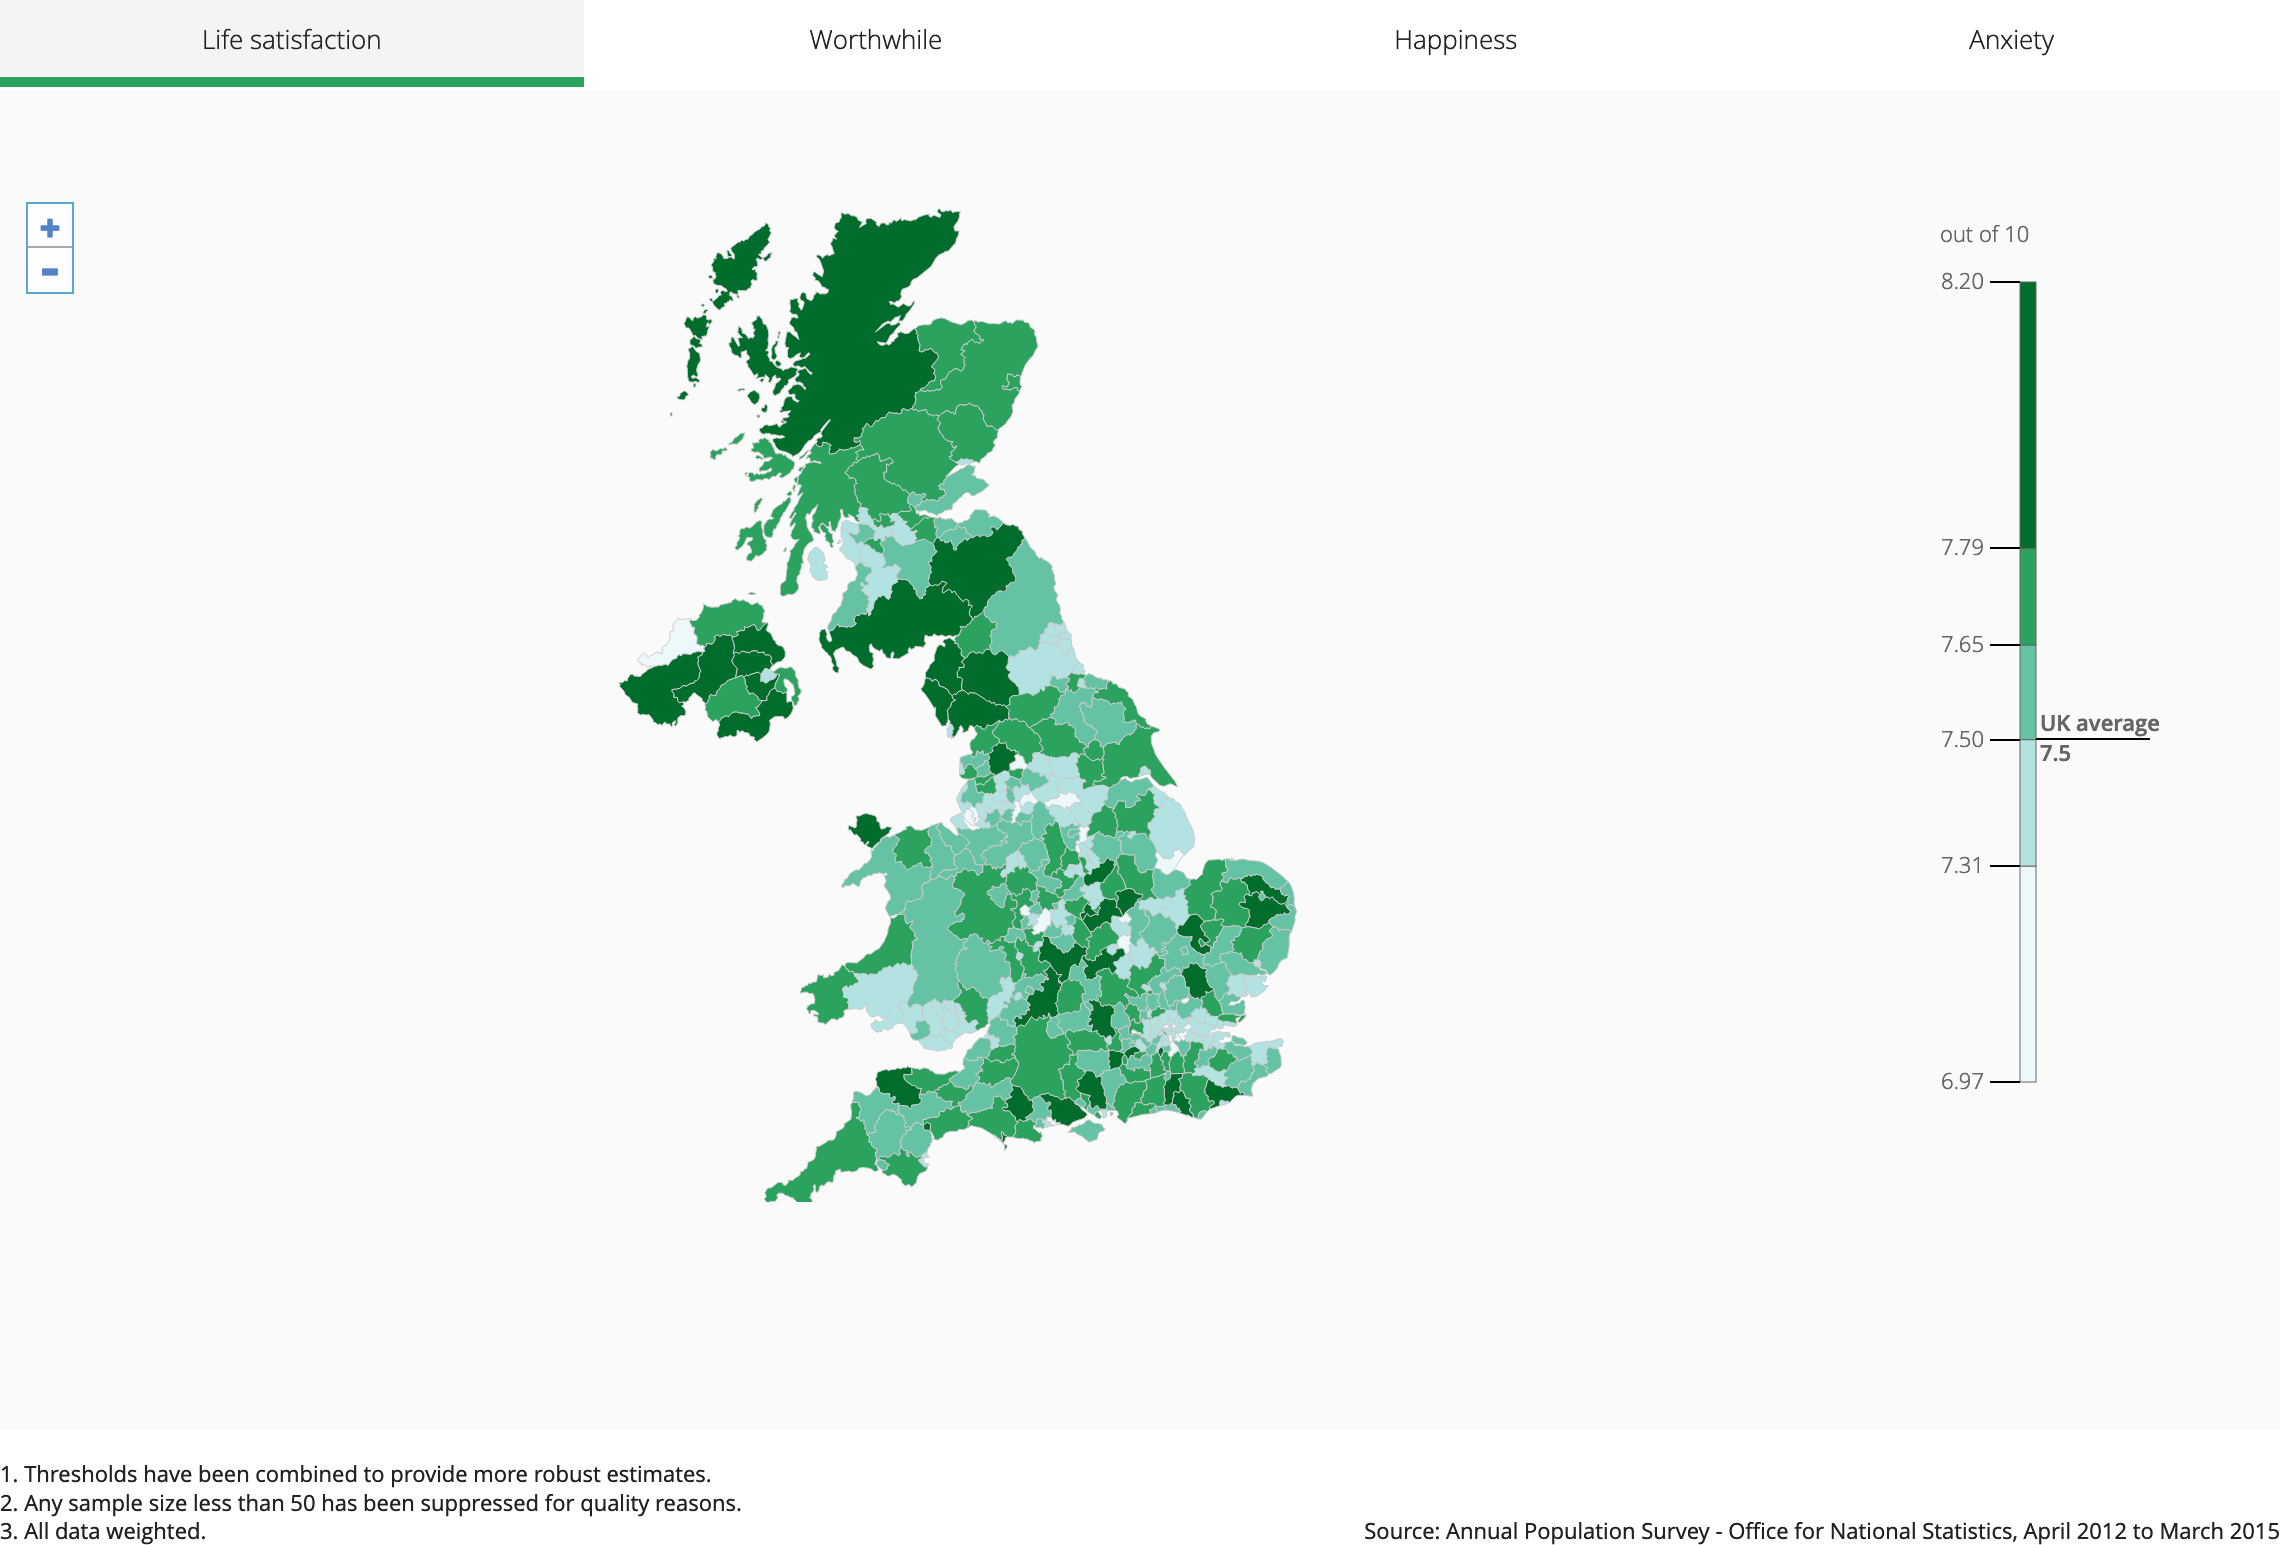 Life satisfaction
Worthwhile
Happiness
Anxiety
+
-
out of 10
8.20
7.79
7.65
UK average
7.50
7.5
7.31
6.97
1. Thresholds have been combined to provide more robust estimates.
2. Any sample size less than 50 has been suppressed for quality reasons.
3. All data weighted.
Source: Annual Population Survey - Office for National Statistics, April 2012 to March 2015